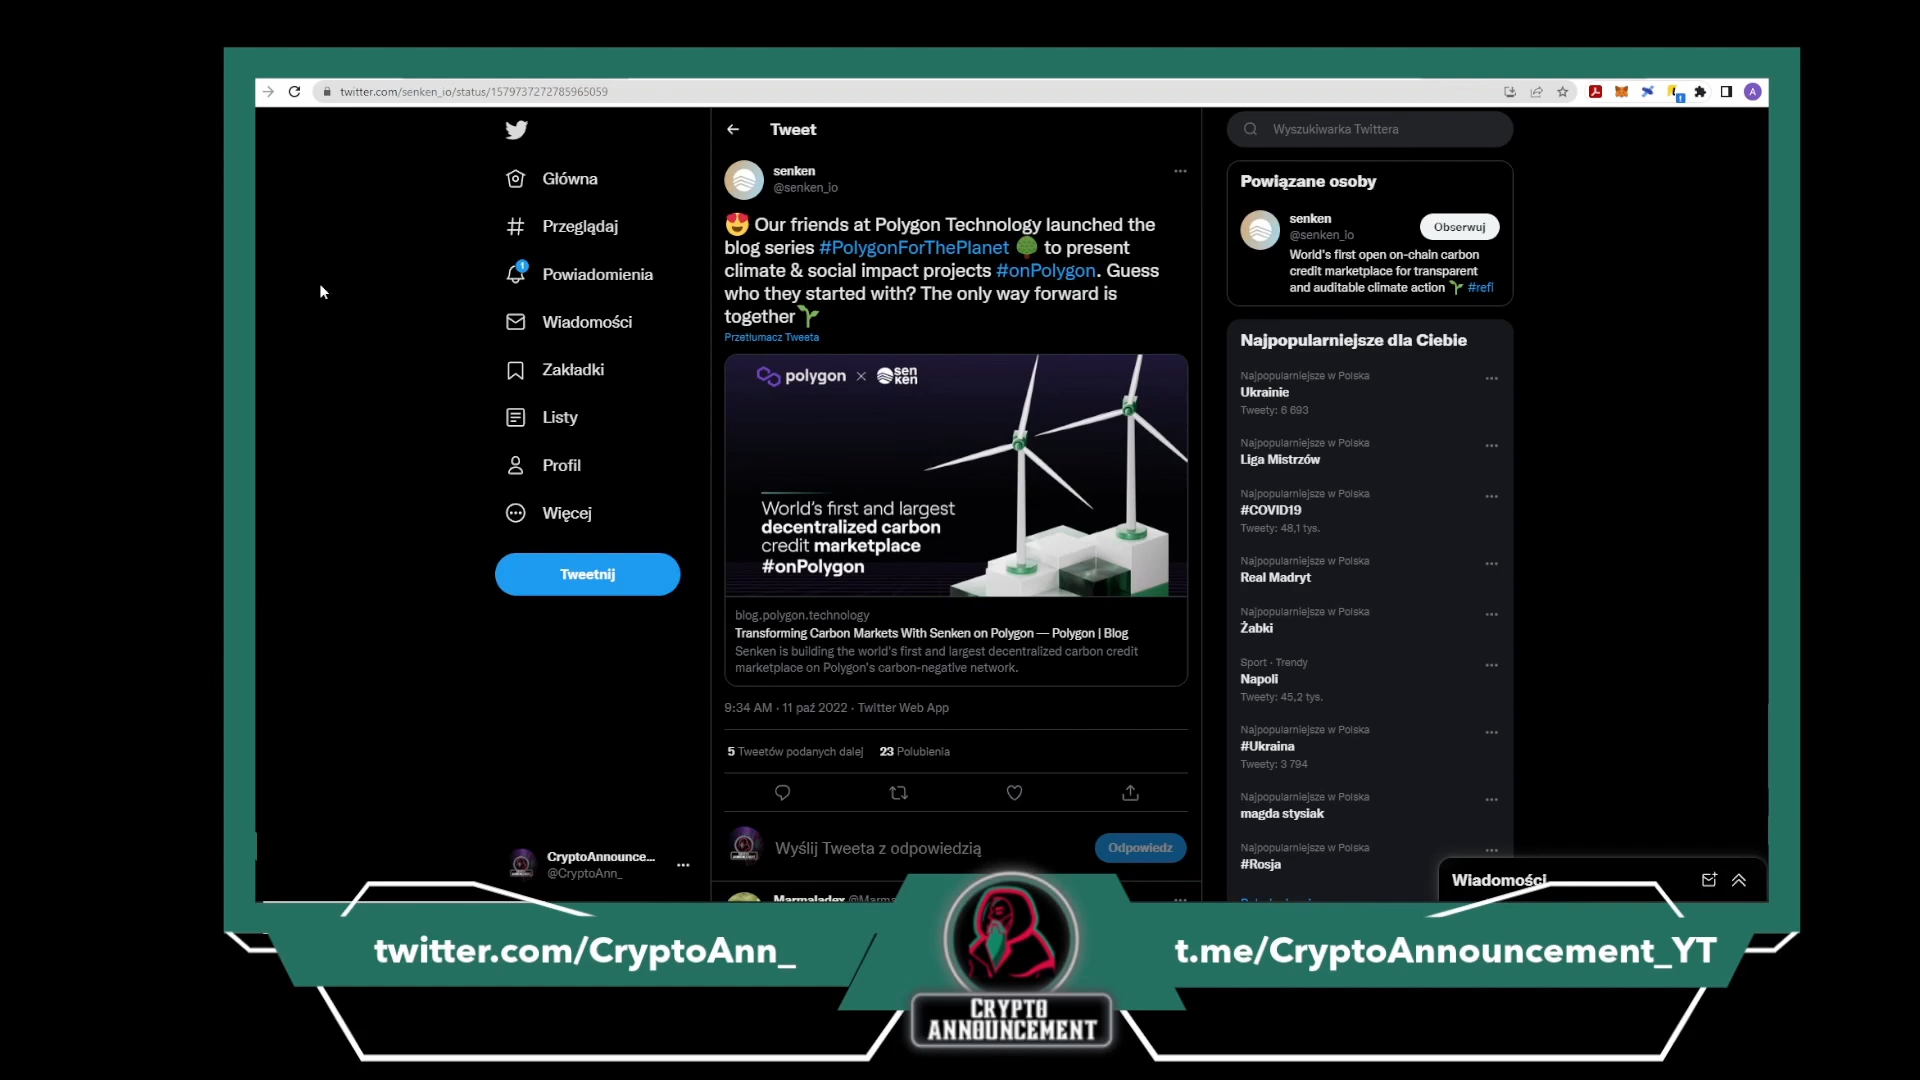 twitter.com/senken_io/status/1579737272785965059
A
Główna
Przeglądaj
1
Powiadomienia
Wiadomości
Zakładki
Listy
Profil
Więcej
Tweetnij
CryptoAnnounce...
@CryptoAnn_
Tweet
senken
@senken_io
Our friends at Polygon Technology launched the
blog series #PolygonForThePlanet to present
climate & social impact projects #onPolygon. Guess
who they started with? The only way forward is
together
Przetłumacz Tweeta
polygon × sen
ken
World's first and largest
decentralized carbon
credit marketplace
#onPolygon
blog.polygon.technology
Transforming Carbon Markets With Senken on Polygon — Polygon | Blog
Senken is building the world's first and largest decentralized carbon credit
marketplace on Polygon's carbon-negative network.
9:34 AM · 11 paź 2022 · Twitter Web App
5 Tweetów podanych dalej 23 Polubienia
Wyślij Tweeta z odpowiedzią
Odpowiedz
Marmaladex @Marma
Wyszukiwarka Twittera
Powiązane osoby
senken
@senken_io
Obserwuj
World's first open on-chain carbon
credit marketplace for transparent
and auditable climate action #refi
Najpopularniejsze dla Ciebie
Najpopularniejsze w Polska
Ukrainie
Tweety: 6 693
Najpopularniejsze w Polska
Liga Mistrzów
Najpopularniejsze w Polska
#COVID19
Tweety: 48,1 tys.
Najpopularniejsze w Polska
Real Madryt
Najpopularniejsze w Polska
Żabki
Sport · Trendy
Napoli
Tweety: 45,2 tys.
Najpopularniejsze w Polska
#Ukraina
Tweety: 3 794
Najpopularniejsze w Polska
magda stysiak
Najpopularniejsze w Polska
#Rosja
Wiadomości
twitter.com/CryptoAnn_
CRYPTO
ANNOUNCEMENT
t.me/CryptoAnnouncement_YT